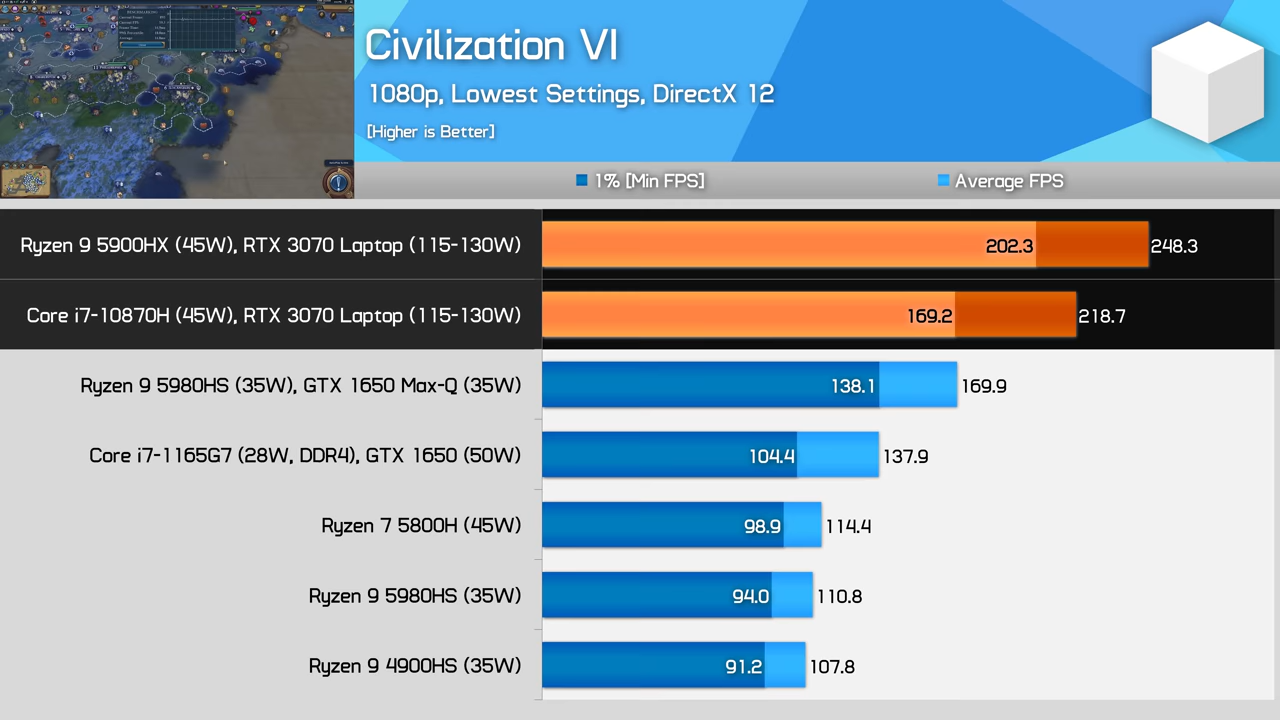 Civilization VI
1080p, Lowest Settings, DirectX 12
[Higher is Better]
1% [Min FPS]
Average FPS
Ryzen 9 5900HX (45W), RTX 3070 Laptop (115-130W) 202.3 248.3
Core i7-10870H (45W), RTX 3070 Laptop (115-130W) 169.2 218.7
Ryzen 9 5980HS (35W), GTX 1650 Max-Q (35W) 138.1 169.9
Core i7-1165G7 (28W, DDR4), GTX 1650 (50W) 104.4 137.9
Ryzen 7 5800H (45W) 98.9 114.4
Ryzen 9 5980HS (35W) 94.0 110.8
Ryzen 9 4900HS (35W) 91.2 107.8